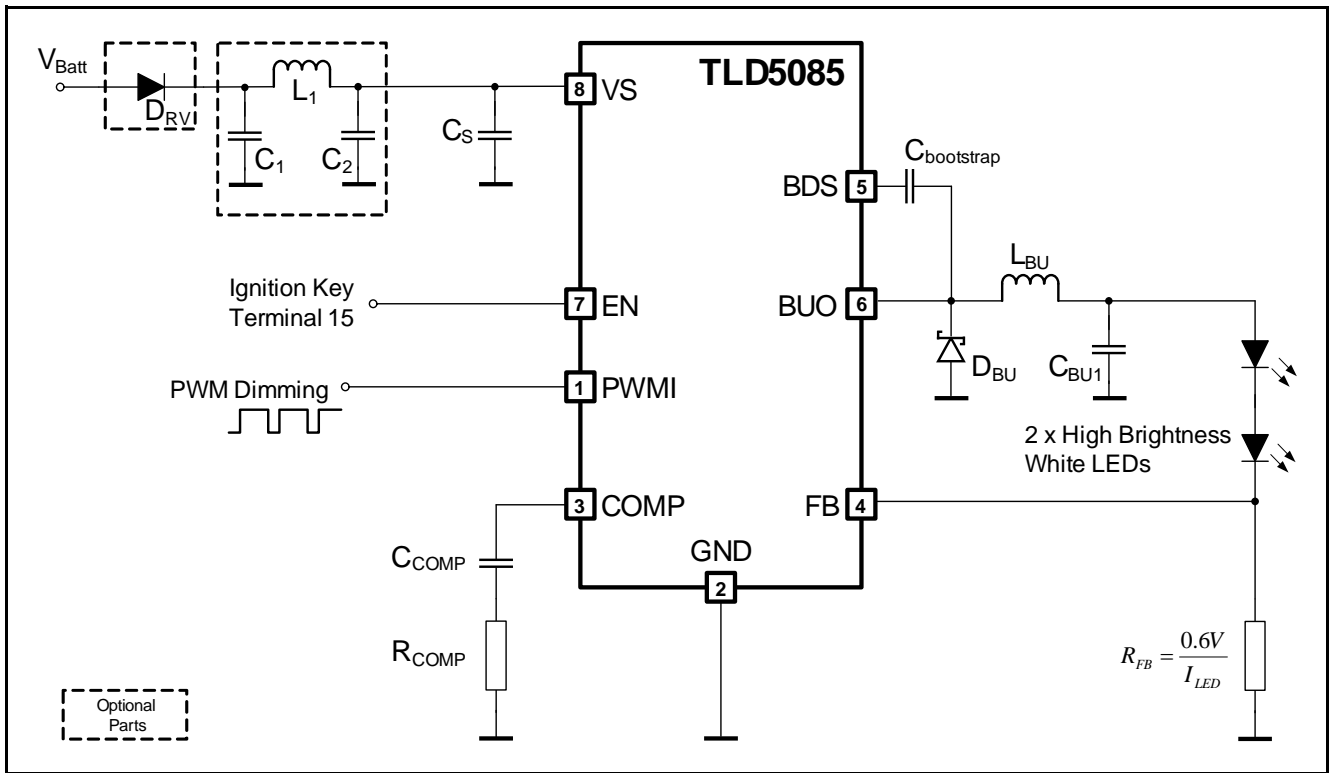 V_Batt
D_RV
L_1
C_1
C_2
C_S
TLD5085
8 VS
C_bootstrap
BDS 5
L_BU
Ignition Key
Terminal 15
7 EN
BUO 6
D_BU
C_BU1
PWM Dimming
1 PWMI
2 x High Brightness
White LEDs
3 COMP
FB 4
GND
2
C_COMP
R_COMP
R_FB = 0.6V / I_LED
Optional
Parts